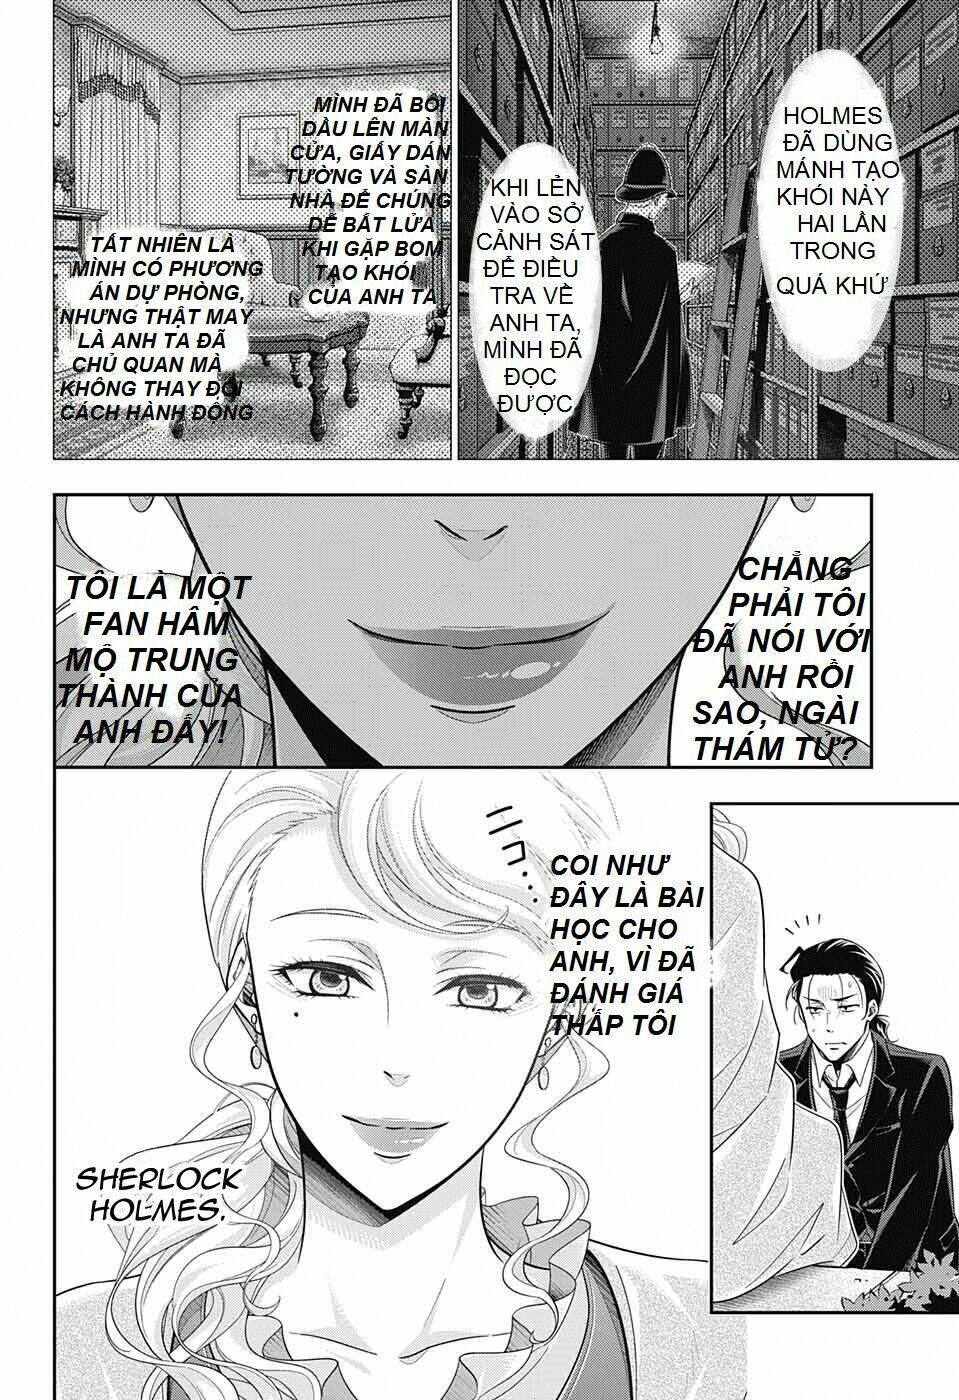 HOLMES
ĐÃ DÙNG
MÁNH TẠO
KHÓI NÀY
HAI LẦN
TRONG
QUÁ KHỨ
KHI LẺN
VÀO SỞ
CẢNH SÁT
ĐỂ ĐIỀU
TRA VỀ
ANH TA,
MÌNH ĐÃ
ĐỌC
ĐƯỢC
MÌNH ĐÃ BÔI
DẦU LÊN MÀN
CỬA, GIẤY DÁN
TƯỜNG VÀ SÀN
NHÀ ĐỂ CHÚNG
DỄ BẮT LỬA
KHI GẶP BOM
TẠO KHÓI
CỦA ANH TA
TẤT NHIÊN LÀ
MÌNH CÓ PHƯƠNG
ÁN DỰ PHÒNG,
NHƯNG THẬT MAY
LÀ ANH TA ĐÃ
CHỦ QUAN MÀ
KHÔNG THAY ĐỔI
CÁCH HÀNH ĐỘNG
CHẲNG
PHẢI TÔI
ĐÃ NÓI VỚI
ANH RỒI
SAO, NGÀI
THÁM TỬ?
TÔI LÀ MỘT
FAN HÂM
MỘ TRUNG
THÀNH CỦA
ANH ĐẤY!
COI NHƯ
ĐÂY LÀ BÀI
HỌC CHO
ANH, VÌ ĐÃ
ĐÁNH GIÁ
THẤP TÔI
ニコ…
SHERLOCK
HOLMES.